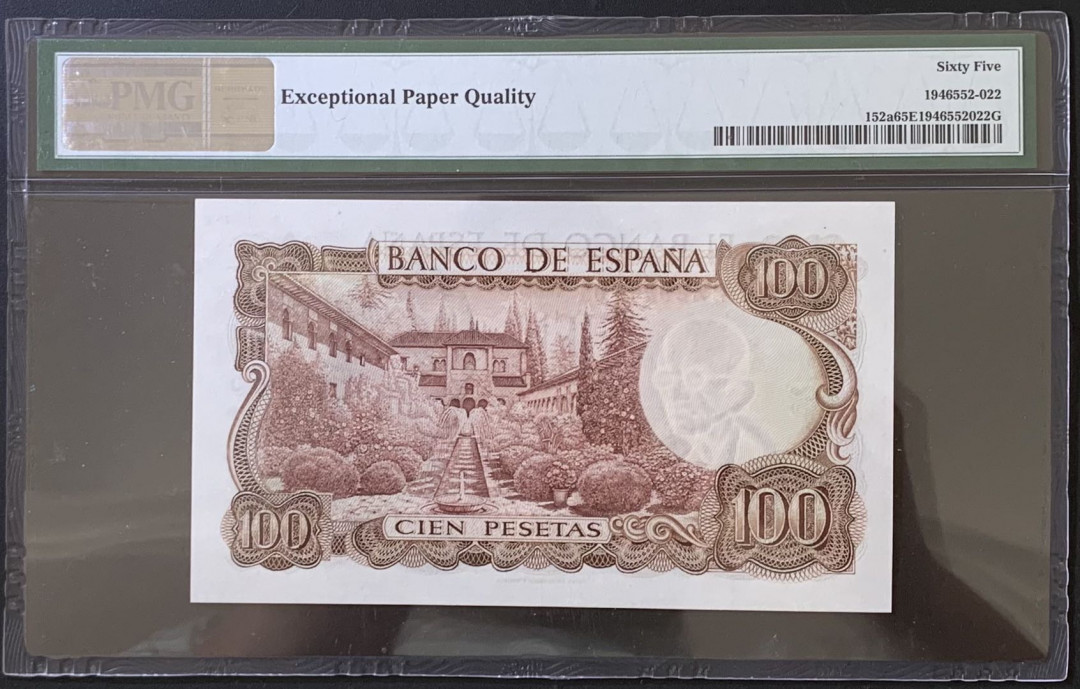 PMG
Exceptional Paper Quality
Sixty Five
1946552-022
152a65E1946552022G
BANCO DE ESPAÑA
100
100
CIEN PESETAS
100